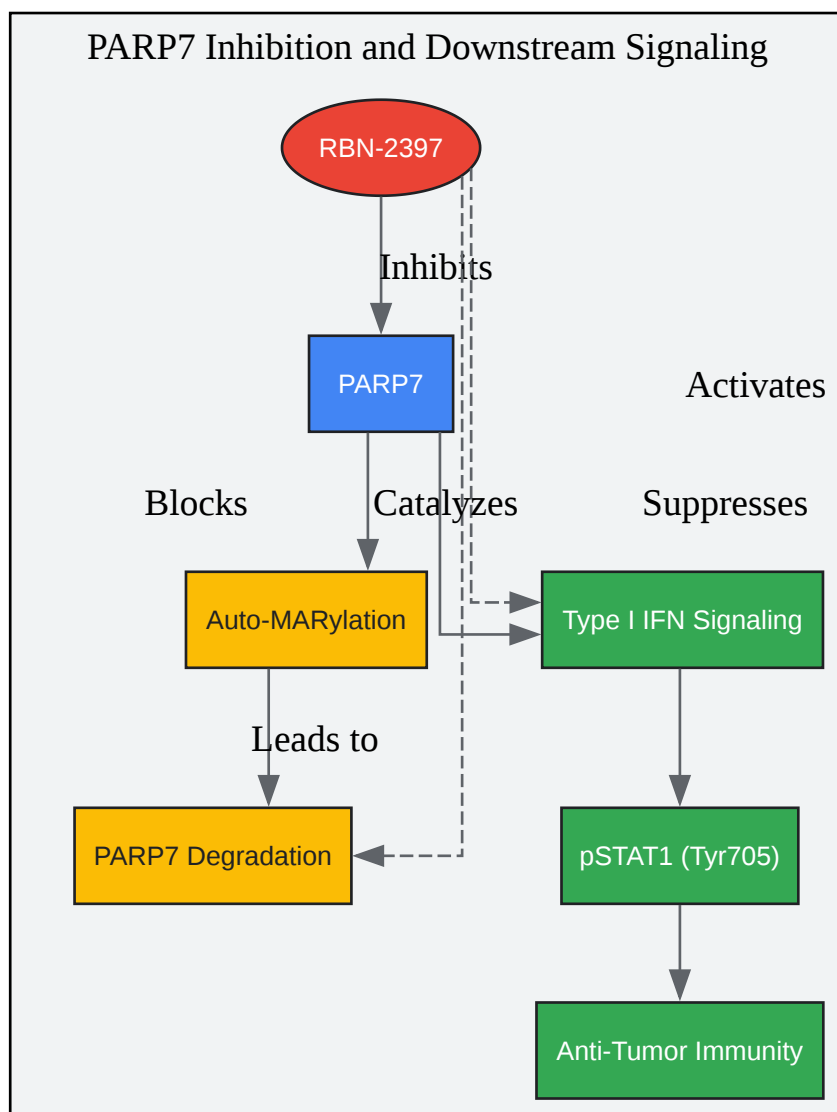 PARP7 Inhibition and Downstream Signaling
RBN-2397
Inhibits
PARP7
Activates
Blocks
Catalyzes
Suppresses
Auto-MARylation
Type I IFN Signaling
Leads to
PARP7 Degradation
pSTAT1 (Tyr705)
Anti-Tumor Immunity